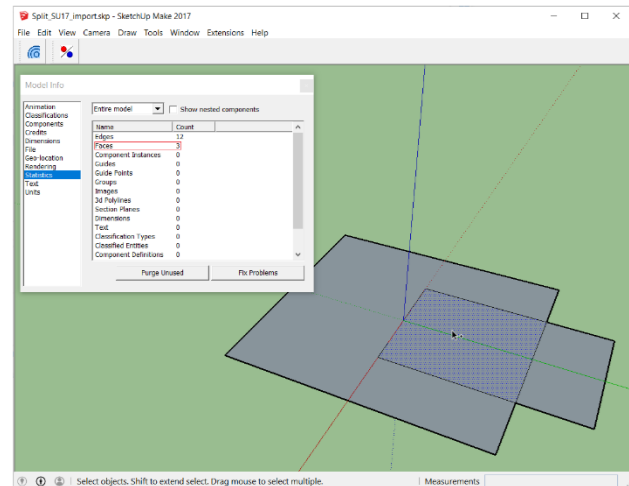 Split_SU17_import.skp - SketchUp Make 2017
File Edit View Camera Draw Tools Window Extensions Help
Model Info
Animation
Classifications
Components
Credits
Dimensions
File
Geo-location
Rendering
Statistics
Text
Units
Entire model Show nested components
Name Count
Edges 12
Faces 3
Component Instances 0
Guides 0
Guide Points 0
Groups 0
Images 0
3d Polylines 0
Section Planes 0
Dimensions 0
Text 0
Classification Types 0
Classified Entities 0
Component Definitions 0
Purge Unused Fix Problems
Select objects. Shift to extend select. Drag mouse to select multiple. Measurements